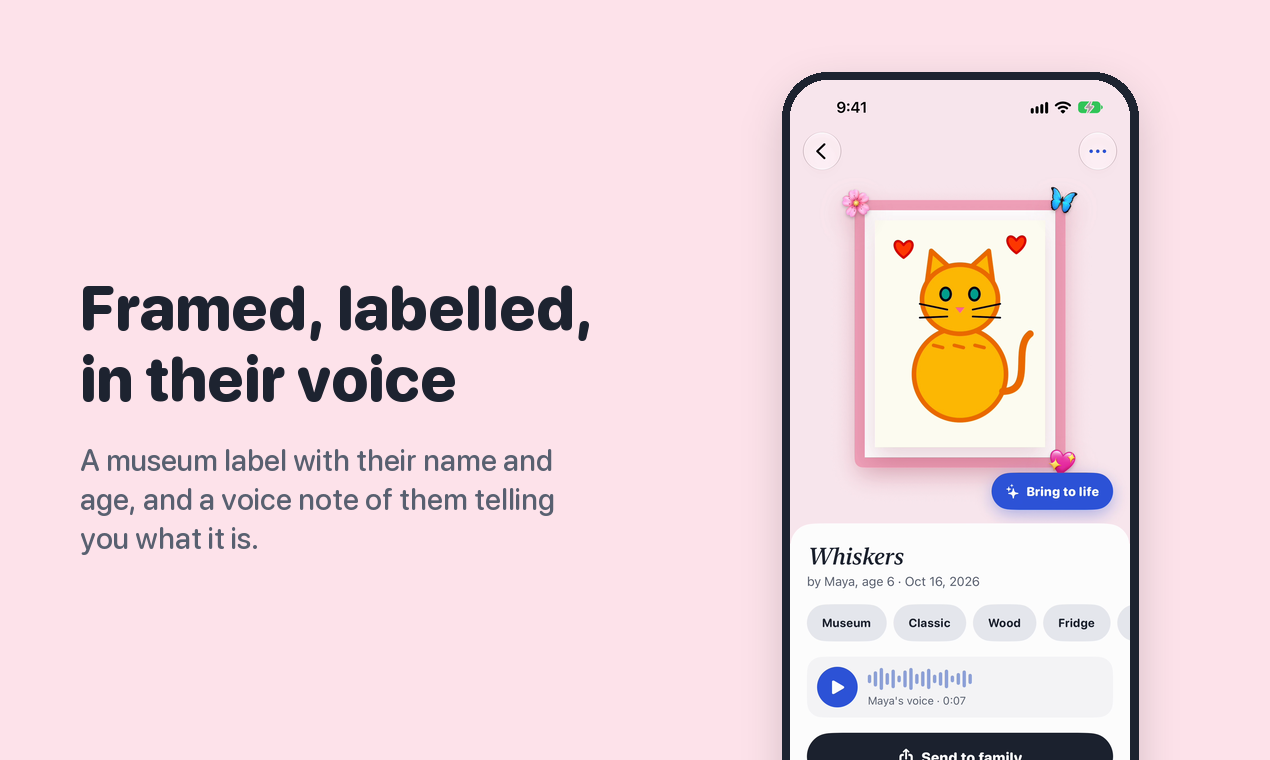 Framed, labelled,
in their voice
A museum label with their name and
age, and a voice note of them telling
you what it is.
9:41
Bring to life
Whiskers
by Maya, age 6 · Oct 16, 2026
Museum Classic Wood Fridge
Maya's voice · 0:07
Send to family